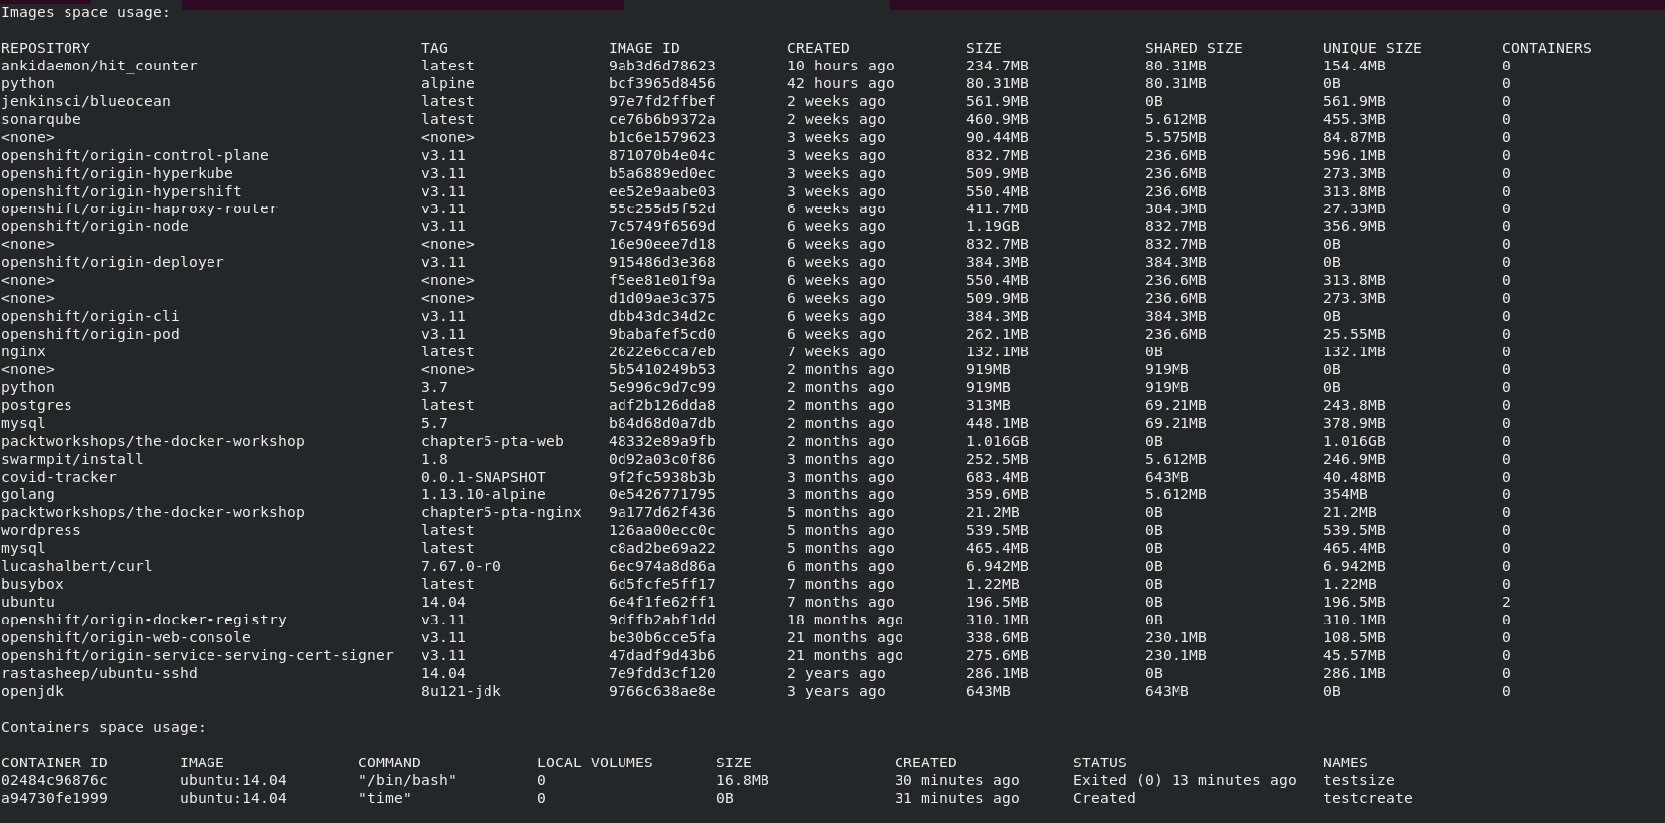 Images space usage:
REPOSITORY TAG IMAGE ID CREATED SIZE SHARED SIZE UNIQUE SIZE CONTAINERS
ankidaemon/hit_counter latest 9ab3d6d78623 10 hours ago 234.7MB 80.31MB 154.4MB 0
python alpine bcf3965d8456 42 hours ago 80.31MB 80.31MB 0B 0
jenkinsci/blueocean latest 97e7fd2ffbef 2 weeks ago 561.9MB 0B 561.9MB 0
sonarqube latest ce76b6b9372a 2 weeks ago 460.9MB 5.612MB 455.3MB 0
<none> <none> b1c6e1579623 3 weeks ago 90.44MB 5.575MB 84.87MB 0
openshift/origin-control-plane v3.11 871070b4e04c 3 weeks ago 832.7MB 236.6MB 596.1MB 0
openshift/origin-hyperkube v3.11 b5a6889ed0ec 3 weeks ago 509.9MB 236.6MB 273.3MB 0
openshift/origin-hypershift v3.11 ee52e9aabe03 3 weeks ago 550.4MB 236.6MB 313.8MB 0
openshift/origin-haproxy-router v3.11 55c255d5f52d 6 weeks ago 411.7MB 384.3MB 27.33MB 0
openshift/origin-node v3.11 7c5749f6569d 6 weeks ago 1.19GB 832.7MB 356.9MB 0
<none> <none> 16e90eee7d18 6 weeks ago 832.7MB 832.7MB 0B 0
openshift/origin-deployer v3.11 915486d3e368 6 weeks ago 384.3MB 384.3MB 0B 0
<none> <none> f5ee81e01f9a 6 weeks ago 550.4MB 236.6MB 313.8MB 0
<none> <none> d1d09ae3c375 6 weeks ago 509.9MB 236.6MB 273.3MB 0
openshift/origin-cli v3.11 dbb43dc34d2c 6 weeks ago 384.3MB 384.3MB 0B 0
openshift/origin-pod v3.11 9babafef5cd0 6 weeks ago 262.1MB 236.6MB 25.55MB 0
nginx latest 2622e6cca7eb 7 weeks ago 132.1MB 0B 132.1MB 0
<none> <none> 5b5410249b53 2 months ago 919MB 919MB 0B 0
python 3.7 5e996c9d7c99 2 months ago 919MB 919MB 0B 0
postgres latest adf2b126dda8 2 months ago 313MB 69.21MB 243.8MB 0
mysql 5.7 b84d68d0a7db 2 months ago 448.1MB 69.21MB 378.9MB 0
packtworkshops/the-docker-workshop chapter5-pta-web 48332e89a9fb 2 months ago 1.016GB 0B 1.016GB 0
swarmpit/install 1.8 0d92a03c0f86 3 months ago 252.5MB 5.612MB 246.9MB 0
covid-tracker 0.0.1-SNAPSHOT 9f2fc5938b3b 3 months ago 683.4MB 643MB 40.48MB 0
golang 1.13.10-alpine 0e5426771795 3 months ago 359.6MB 5.612MB 354MB 0
packtworkshops/the-docker-workshop chapter5-pta-nginx 9a177d62f436 5 months ago 21.2MB 0B 21.2MB 0
wordpress latest 126aa00ecc0c 5 months ago 539.5MB 0B 539.5MB 0
mysql latest c8ad2be69a22 5 months ago 465.4MB 0B 465.4MB 0
lucashalbert/curl 7.67.0-r0 6ec974a8d86a 6 months ago 6.942MB 0B 6.942MB 0
busybox latest 6d5fcfe5ff17 7 months ago 1.22MB 0B 1.22MB 0
ubuntu 14.04 6e4f1fe62ff1 7 months ago 196.5MB 0B 196.5MB 2
openshift/origin-docker-registry v3.11 9dffb2abf1dd 18 months ago 310.1MB 0B 310.1MB 0
openshift/origin-web-console v3.11 be30b6cce5fa 21 months ago 338.6MB 230.1MB 108.5MB 0
openshift/origin-service-serving-cert-signer v3.11 47dadf9d43b6 21 months ago 275.6MB 230.1MB 45.57MB 0
rastasheep/ubuntu-sshd 14.04 7e9fdd3cf120 2 years ago 286.1MB 0B 286.1MB 0
openjdk 8u121-jdk 9766c638ae8e 3 years ago 643MB 643MB 0B 0
Containers space usage:
CONTAINER ID IMAGE COMMAND LOCAL VOLUMES SIZE CREATED STATUS NAMES
02484c96876c ubuntu:14.04 "/bin/bash" 0 16.8MB 30 minutes ago Exited (0) 13 minutes ago testsize
a94730fe1999 ubuntu:14.04 "time" 0 0B 31 minutes ago Created testcreate